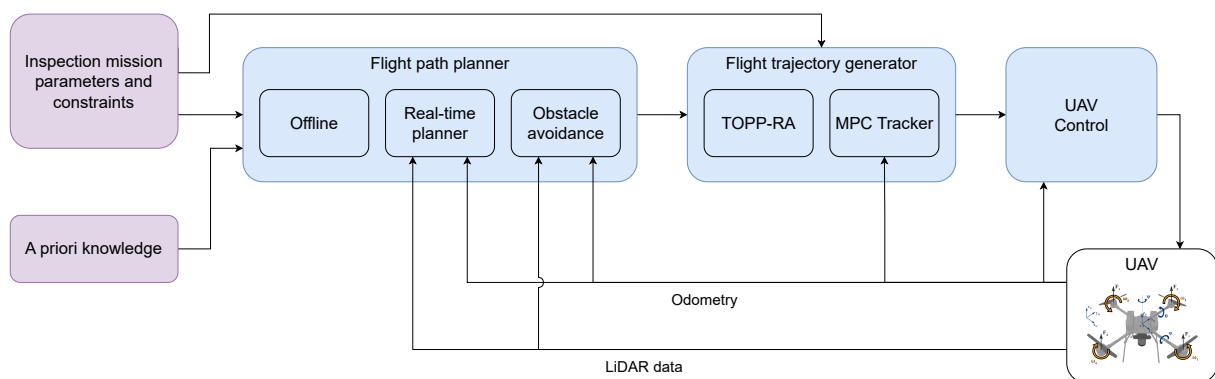 Inspection mission
parameters and
constraints
Flight path planner
Offline
Real-time
planner
Obstacle
avoidance
Flight trajectory generator
TOPP-RA
MPC Tracker
UAV
Control
A priori knowledge
UAV
Odometry
LiDAR data